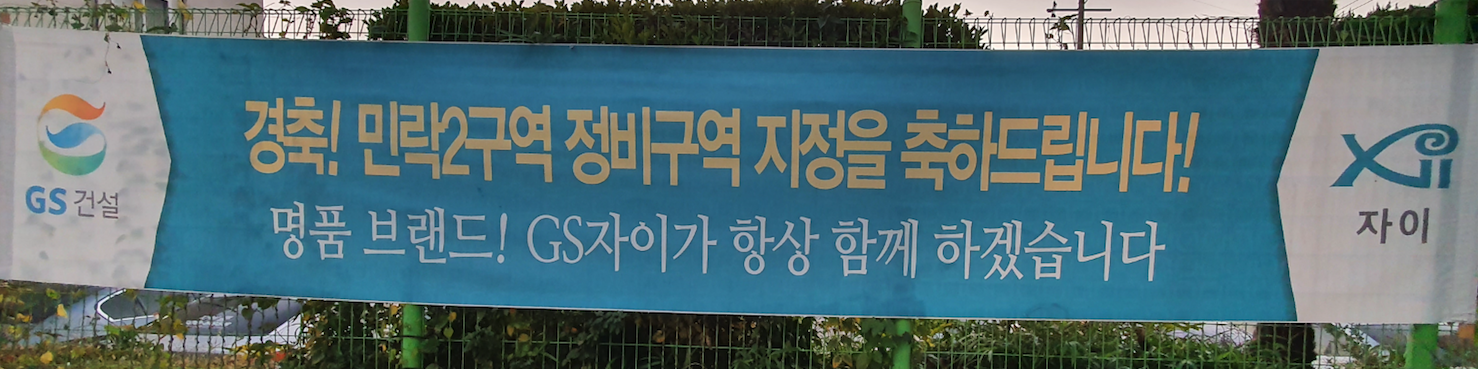 경축! 민락2구역 정비구역 지정을 축하드립니다!
명품 브랜드! GS자이가 항상 함께 하겠습니다
GS 건설
Xii
자이